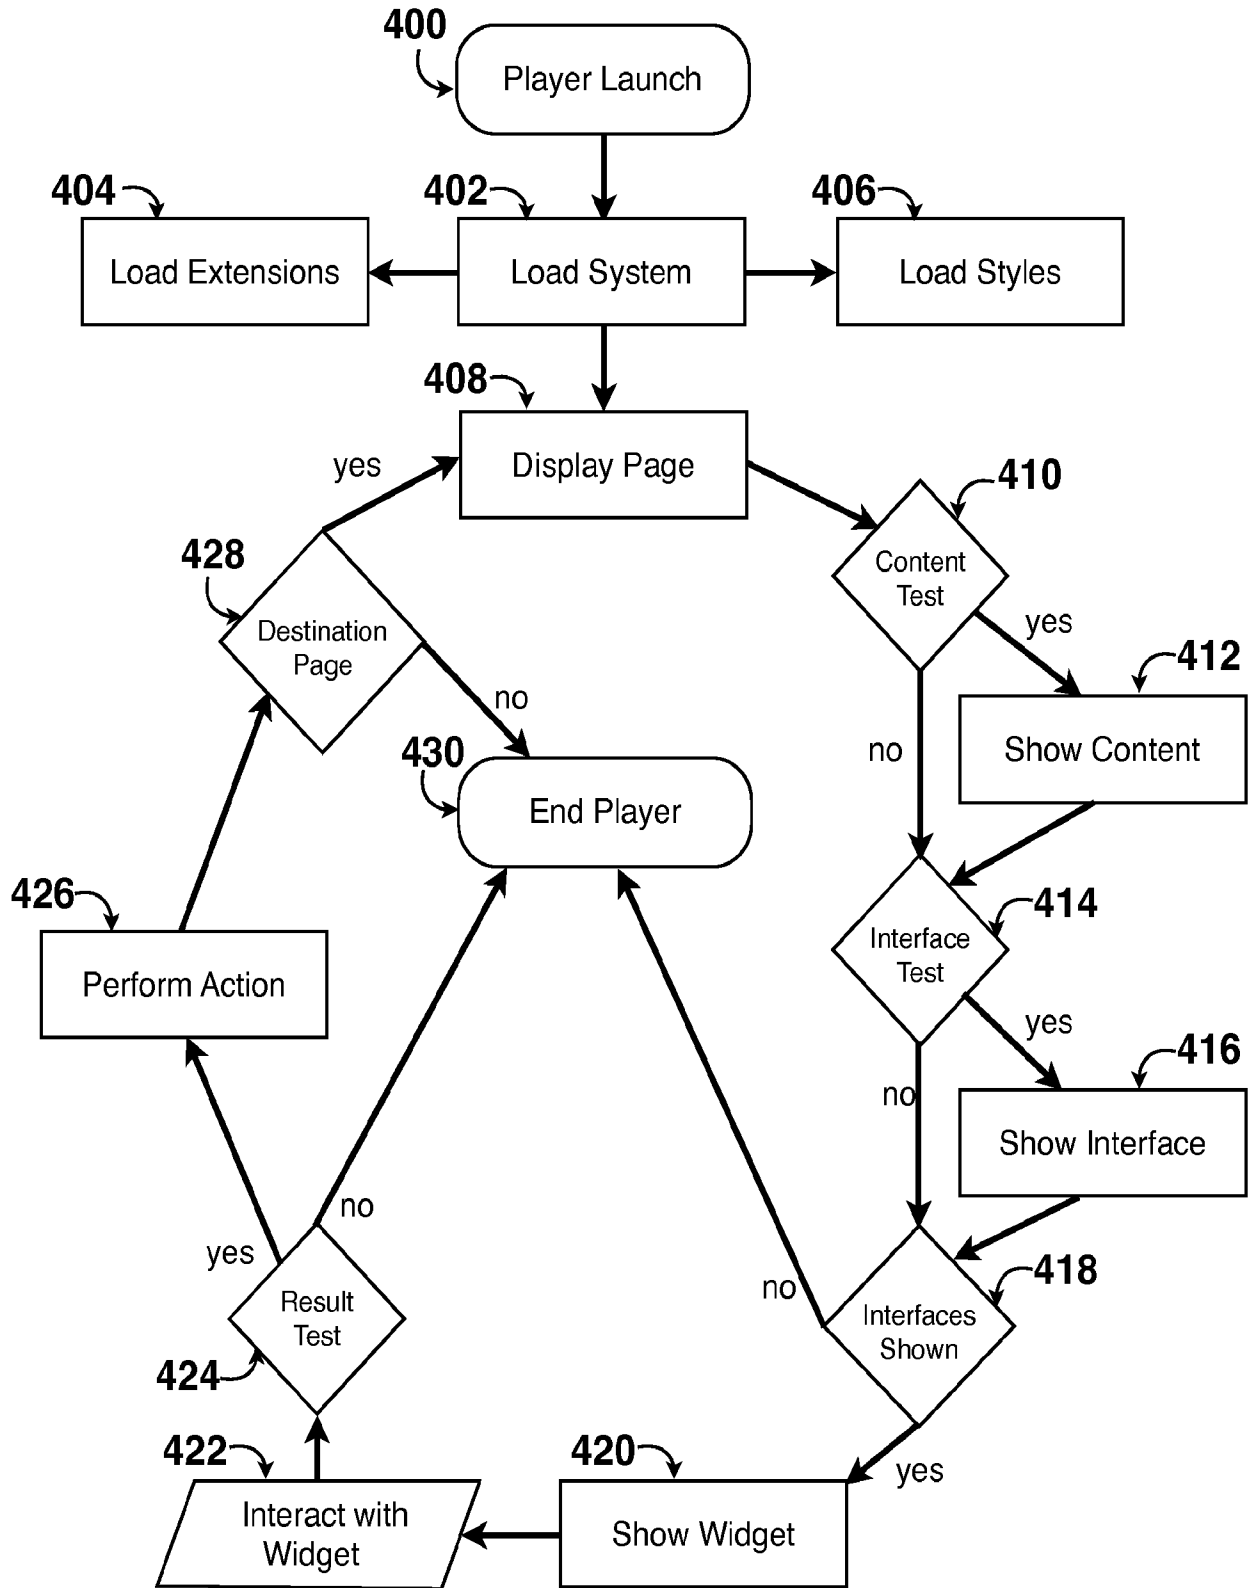 400
Player Launch
404
402
406
Load Extensions
Load System
Load Styles
408
yes
Display Page
410
428
Content
Test
Destination
Page
yes
412
no
no
430
Show Content
End Player
426
414
Interface
Test
Perform Action
yes
416
no
Show Interface
no
yes
418
no
Result
Test
Interfaces
Shown
424
422
420
yes
Interact with
Widget
Show Widget